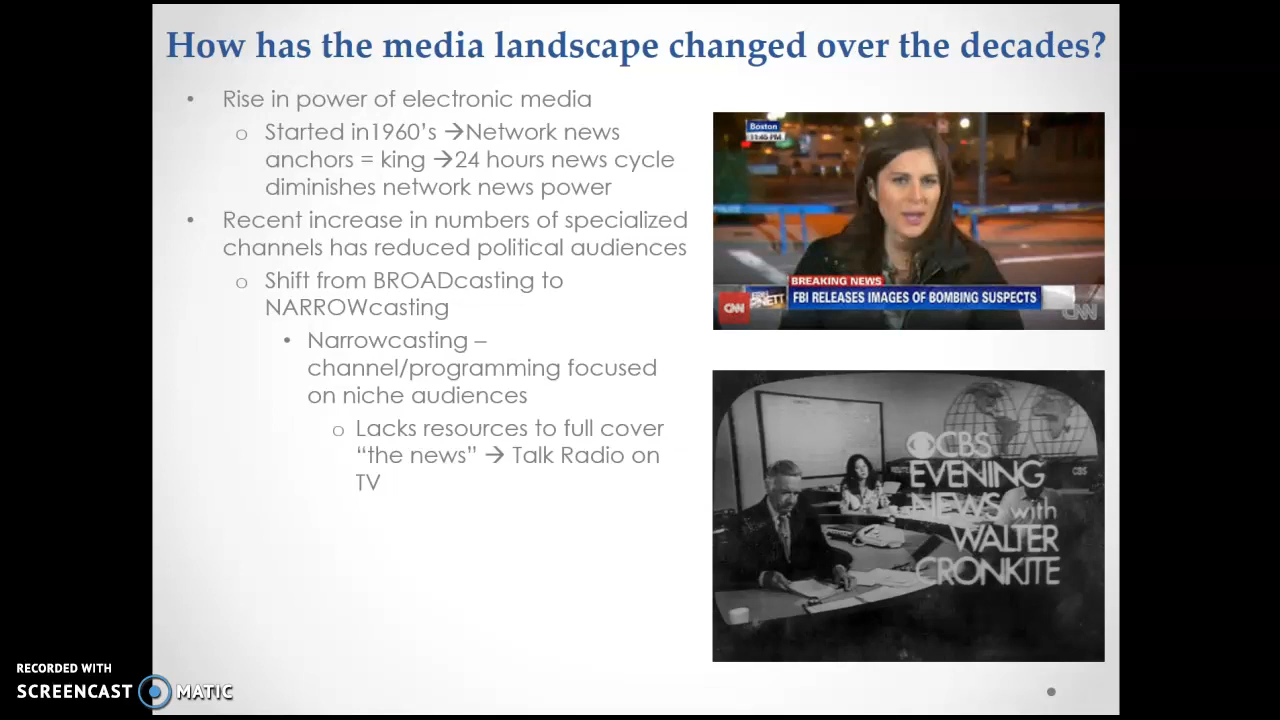 How has the media landscape changed over the decades?
• Rise in power of electronic media
o Started in1960’s →Network news
anchors = king →24 hours news cycle
diminishes network news power
• Recent increase in numbers of specialized
channels has reduced political audiences
o Shift from BROADcasting to
NARROWcasting
• Narrowcasting –
channel/programming focused
on niche audiences
o Lacks resources to full cover
“the news” → Talk Radio on
TV
Boston
11:45 PM
BREAKING NEWS
CNN
FBI RELEASES IMAGES OF BOMBING SUSPECTS
CNN
CBS
EVENING
NEWS with
WALTER
CRONKITE
CBS
RECORDED WITH
SCREENCAST MATIC